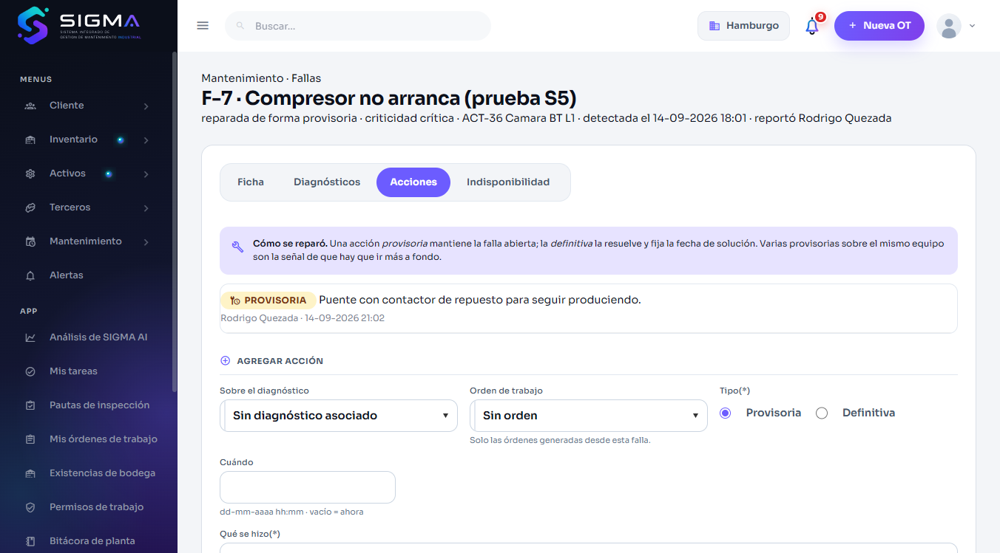 SIGMA
SISTEMA INTEGRADO DE
GESTION DE MANTENIMIENTO INDUSTRIAL
Buscar...
Hamburgo
9
+ Nueva OT
MENUS
Cliente
Inventario
Activos
Terceros
Mantenimiento
Alertas
APP
Análisis de SIGMA AI
Mis tareas
Pautas de inspección
Mis órdenes de trabajo
Existencias de bodega
Permisos de trabajo
Bitácora de planta
Mantenimiento · Fallas
F-7 · Compresor no arranca (prueba S5)
reparada de forma provisoria · criticidad crítica · ACT-36 Camara BT L1 · detectada el 14-09-2026 18:01 · reportó Rodrigo Quezada
Ficha
Diagnósticos
Acciones
Indisponibilidad
Cómo se reparó. Una acción provisoria mantiene la falla abierta; la definitiva la resuelve y fija la fecha de solución. Varias provisorias sobre el mismo equipo
son la señal de que hay que ir más a fondo.
PROVISORIA Puente con contactor de repuesto para seguir produciendo.
Rodrigo Quezada · 14-09-2026 21:02
AGREGAR ACCIÓN
Sobre el diagnóstico
Sin diagnóstico asociado
Orden de trabajo
Sin orden
Solo las órdenes generadas desde esta falla.
Tipo(*)
Provisoria
Definitiva
Cuándo
dd-mm-aaaa hh:mm · vacío = ahora
Qué se hizo(*)